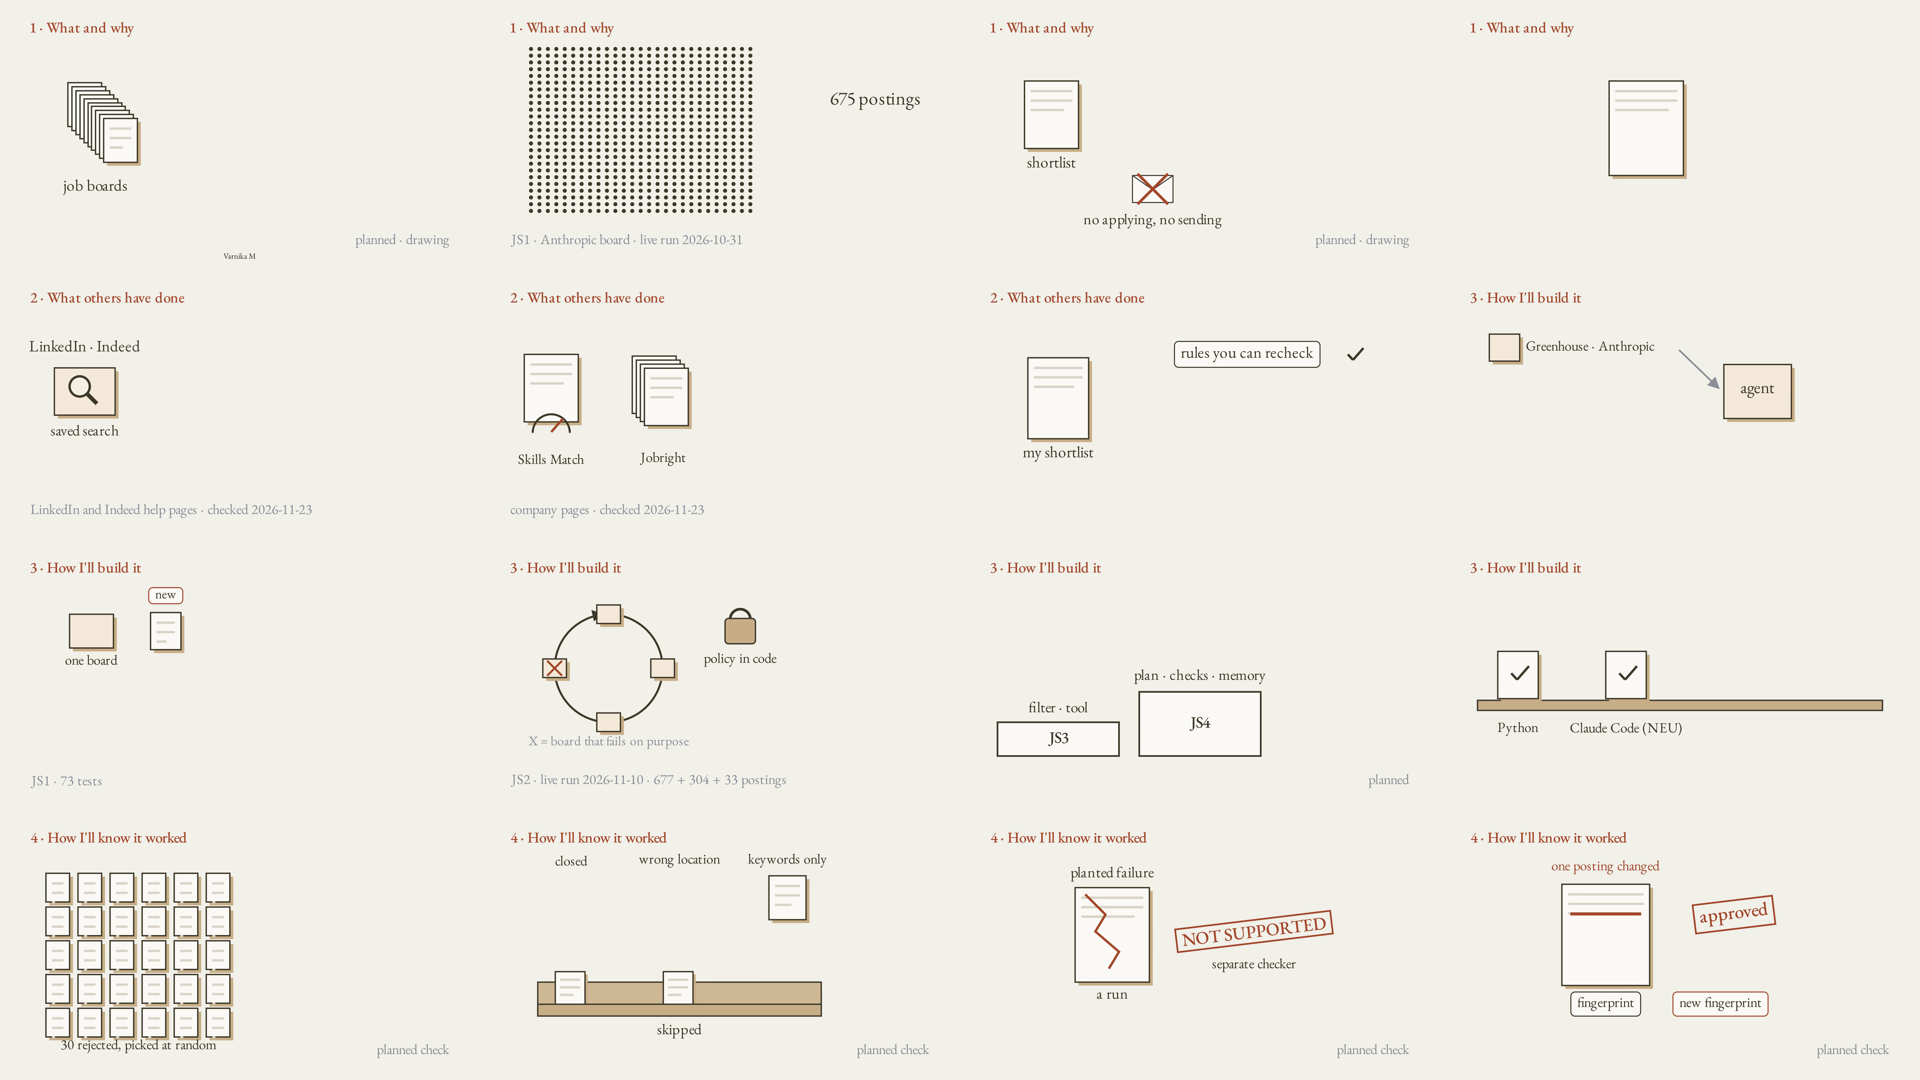 1 · What and why
job boards
planned · drawing
Varnika M
1 · What and why
675 postings
JS1 · Anthropic board · live run 2026-10-31
1 · What and why
shortlist
no applying, no sending
planned · drawing
1 · What and why
2 · What others have done
LinkedIn · Indeed
saved search
LinkedIn and Indeed help pages · checked 2026-11-23
2 · What others have done
Skills Match
Jobright
company pages · checked 2026-11-23
2 · What others have done
rules you can recheck
my shortlist
3 · How I'll build it
Greenhouse · Anthropic
agent
3 · How I'll build it
new
one board
JS1 · 73 tests
3 · How I'll build it
policy in code
X = board that fails on purpose
JS2 · live run 2026-11-10 · 677 + 304 + 33 postings
3 · How I'll build it
plan · checks · memory
filter · tool
JS3
JS4
planned
3 · How I'll build it
Python
Claude Code (NEU)
4 · How I'll know it worked
30 rejected, picked at random
planned check
4 · How I'll know it worked
closed
wrong location
keywords only
skipped
planned check
4 · How I'll know it worked
planted failure
NOT SUPPORTED
separate checker
a run
planned check
4 · How I'll know it worked
one posting changed
approved
fingerprint
new fingerprint
planned check